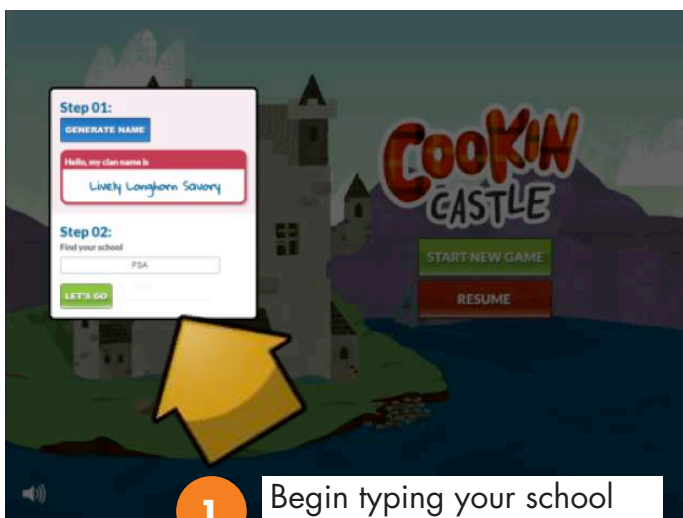 Step 01:
GENERATE NAME
Hello, my clan name is
Lively Longhorn Savory
Step 02:
Find your school
FSA
LET'S GO
COOKIN
CASTLE
START NEW GAME
RESUME
1
Begin typing your school